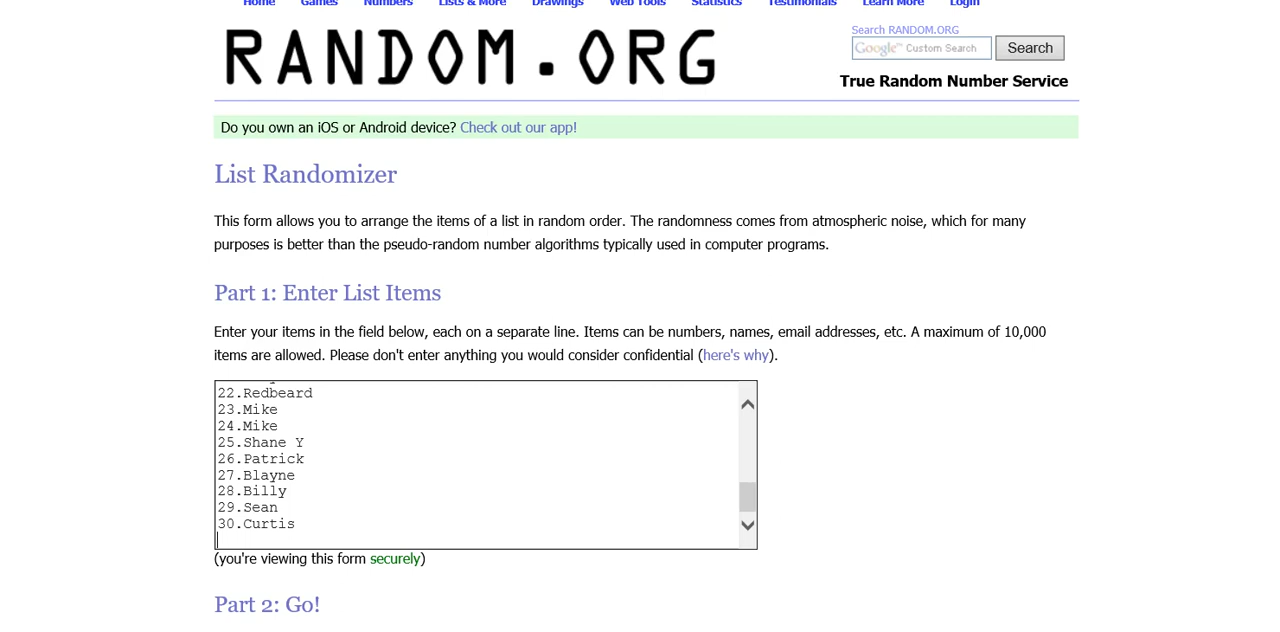 Home Games Numbers Lists & More Drawings Web Tools Statistics Testimonials Learn More Login
RANDOM.ORG
Search RANDOM.ORG
Google™ Custom Search Search
True Random Number Service
Do you own an iOS or Android device? Check out our app!
List Randomizer
This form allows you to arrange the items of a list in random order. The randomness comes from atmospheric noise, which for many
purposes is better than the pseudo-random number algorithms typically used in computer programs.
Part 1: Enter List Items
Enter your items in the field below, each on a separate line. Items can be numbers, names, email addresses, etc. A maximum of 10,000
items are allowed. Please don't enter anything you would consider confidential (here's why).
22.Redbeard
23.Mike
24.Mike
25.Shane Y
26.Patrick
27.Blayne
28.Billy
29.Sean
30.Curtis
(you're viewing this form securely)
Part 2: Go!